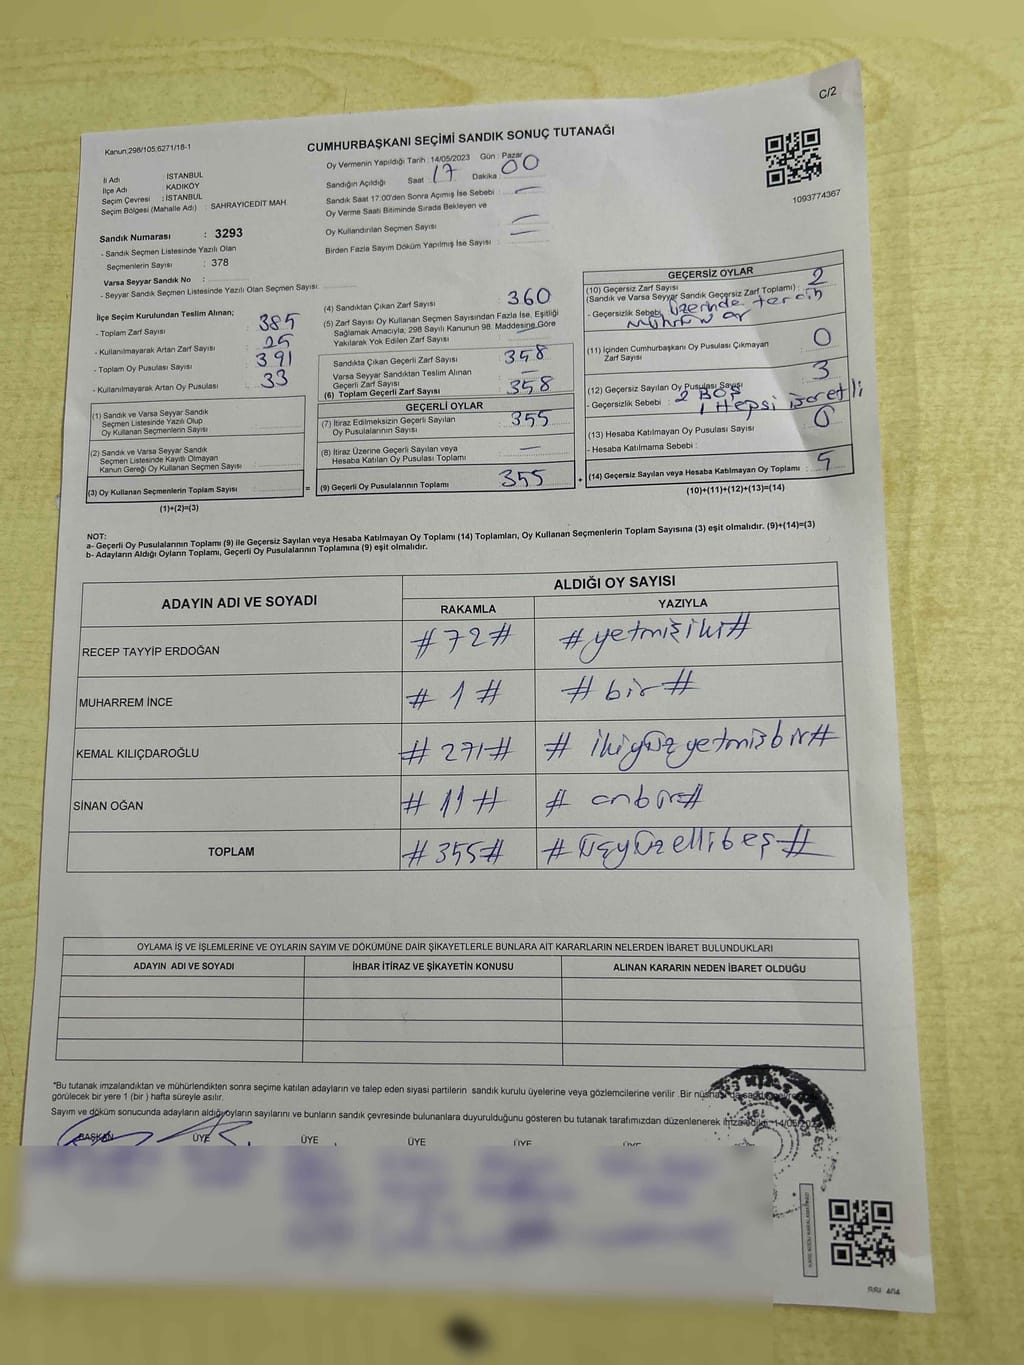 C/2
Kanun,298/105;6271/18-1
CUMHURBAŞKANI SEÇİMİ SANDIK SONUÇ TUTANAĞI
İl Adı : İSTANBUL
İlçe Adı : KADIKÖY
Seçim Çevresi : İSTANBUL
Seçim Bölgesi (Mahalle Adı) : SAHRAYICEDİT MAH
Oy Vermenin Yapıldığı Tarih : 14/05/2023 Gün : Pazar
Sandığın Açıldığı Saat 17 Dakika 00
Sandık Saat 17:00'den Sonra Açımış İse Sebebi : —
Oy Verme Saati Bitiminde Sırada Bekleyen ve
Oy Kullandırılan Seçmen Sayısı : —
Birden Fazla Sayım Döküm Yapılmış İse Sayısı : —
1093774367
Sandık Numarası : 3293
- Sandık Seçmen Listesinde Yazılı Olan
Seçmenlerin Sayısı : 378
Varsa Seyyar Sandık No :
- Seyyar Sandık Seçmen Listesinde Yazılı Olan Seçmen Sayısı:
İlçe Seçim Kurulundan Teslim Alınan;
- Toplam Zarf Sayısı : 385
- Kullanılmayarak Artan Zarf Sayısı : 25
- Toplam Oy Pusulası Sayısı : 391
- Kullanılmayarak Artan Oy Pusulası : 33
(1) Sandık ve Varsa Seyyar Sandık
Seçmen Listesinde Yazılı Olup
Oy Kullanan Seçmenlerin Sayısı :
(2) Sandık ve Varsa Seyyar Sandık
Seçmen Listesinde Kayıtlı Olmayan
Kanun Gereği Oy Kullanan Seçmen Sayısı :
(3) Oy Kullanan Seçmenlerin Toplam Sayısı :
(1)+(2)=(3)
(4) Sandıktan Çıkan Zarf Sayısı : 360
(5) Zarf Sayısı Oy Kullanan Seçmen Sayısından Fazla İse, Eşitliği
Sağlamak Amacıyla, 298 Sayılı Kanunun 98. Maddesine Göre
Yakılarak Yok Edilen Zarf Sayısı : —
Sandıkta Çıkan Geçerli Zarf Sayısı : 358
Varsa Seyyar Sandıktan Teslim Alınan
Geçerli Zarf Sayısı : —
(6) Toplam Geçerli Zarf Sayısı : 358
GEÇERLİ OYLAR
(7) İtiraz Edilmeksizin Geçerli Sayılan
Oy Pusulalarının Sayısı : 355
(8) İtiraz Üzerine Geçerli Sayılan veya
Hesaba Katılan Oy Pusulası Toplamı : —
= (9) Geçerli Oy Pusulalarının Toplamı : 355
GEÇERSİZ OYLAR
(10) Geçersiz Zarf Sayısı
(Sandık ve Varsa Seyyar Sandık Geçersiz Zarf Toplamı) : 2
- Geçersizlik Sebebi : üzerinde tercih
mührü var
(11) İçinden Cumhurbaşkanı Oy Pusulası Çıkmayan
Zarf Sayısı : 0
(12) Geçersiz Sayılan Oy Pusulası Sayısı : 3
- Geçersizlik Sebebi : 2 BOŞ
1 Hepsi işaretli
(13) Hesaba Katılmayan Oy Pusulası Sayısı : 0
- Hesaba Katılmama Sebebi :
+ (14) Geçersiz Sayılan veya Hesaba Katılmayan Oy Toplamı : 5
(10)+(11)+(12)+(13)=(14)
NOT:
a- Geçerli Oy Pusulalarının Toplamı (9) ile Geçersiz Sayılan veya Hesaba Katılmayan Oy Toplamı (14) Toplamları, Oy Kullanan Seçmenlerin Toplam Sayısına (3) eşit olmalıdır. (9)+(14)=(3)
b- Adayların Aldığı Oyların Toplamı, Geçerli Oy Pusulalarının Toplamına (9) eşit olmalıdır.
ADAYIN ADI VE SOYADI
ALDIĞI OY SAYISI
RAKAMLA YAZIYLA
RECEP TAYYİP ERDOĞAN #72# #yetmişiki#
MUHARREM İNCE #1# #bir#
KEMAL KILIÇDAROĞLU #271# #ikiyüzyetmişbir#
SİNAN OĞAN #11# #onbir#
TOPLAM #355# #üçyüzellibeş#
OYLAMA İŞ VE İŞLEMLERİNE VE OYLARIN SAYIM VE DÖKÜMÜNE DAİR ŞİKAYETLERLE BUNLARA AİT KARARLARIN NELERDEN İBARET BULUNDUKLARI
ADAYIN ADI VE SOYADI İHBAR İTİRAZ VE ŞİKAYETİN KONUSU ALINAN KARARIN NEDEN İBARET OLDUĞU
*Bu tutanak imzalandıktan ve mühürlendikten sonra seçime katılan adayların ve talep eden siyasi partilerin sandık kurulu üyelerine veya gözlemcilerine verilir .Bir nüshası da
görülecek bir yere 1 (bir ) hafta süreyle asılır.
Sayım ve döküm sonucunda adayların aldığı oyların sayılarını ve bunların sandık çevresinde bulunanlara duyurulduğunu gösteren bu tutanak tarafımızdan düzenlenerek imza edildi. 14/05/2023
BAŞKAN ÜYE ÜYE ÜYE ÜYE ÜYE